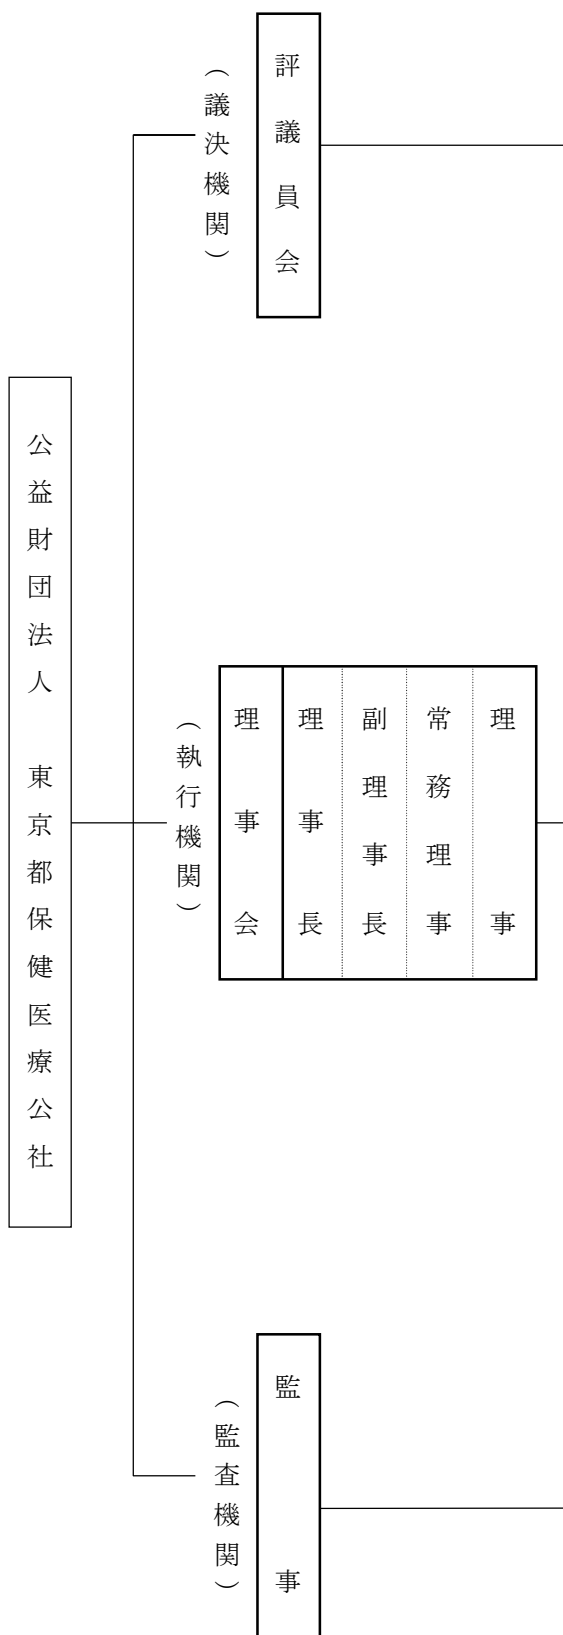 公益財団法人　東京都保健医療公社
（議決機関）
評議員会
（執行機関）
理事会
理事長
副理事長
常務理事
理事
（監査機関）
監事